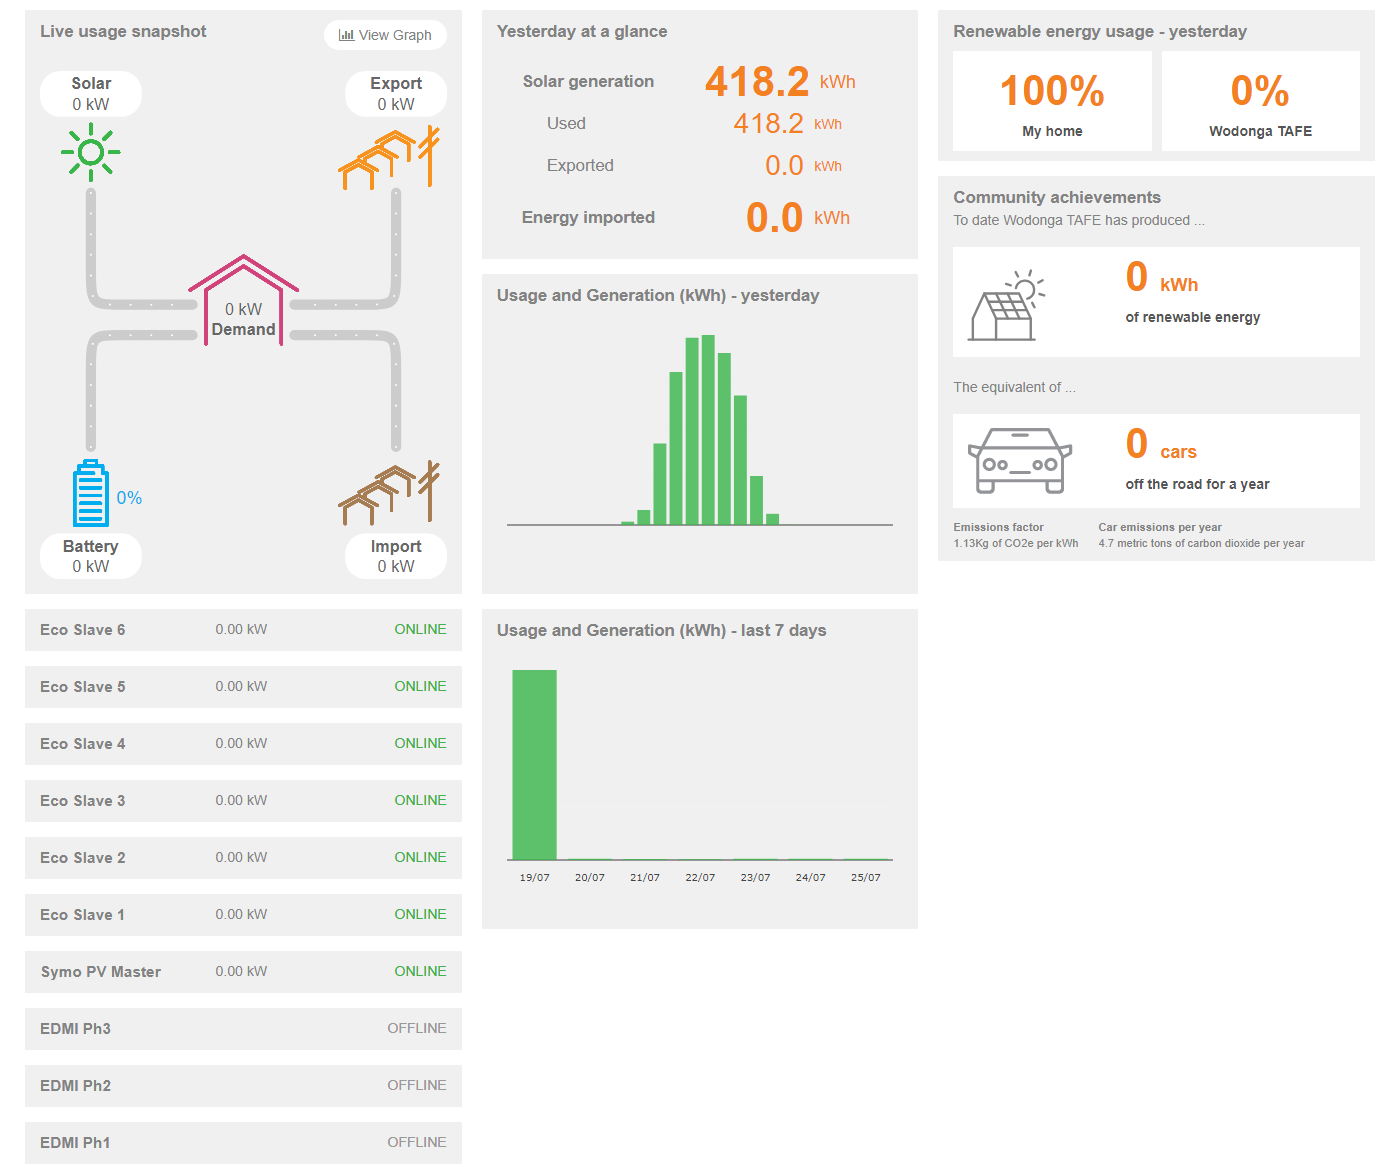 Live usage snapshot
View Graph
Solar
0 kW
Export
0 kW
0 kW
Demand
0%
Battery
0 kW
Import
0 kW
Eco Slave 6 0.00 kW ONLINE
Eco Slave 5 0.00 kW ONLINE
Eco Slave 4 0.00 kW ONLINE
Eco Slave 3 0.00 kW ONLINE
Eco Slave 2 0.00 kW ONLINE
Eco Slave 1 0.00 kW ONLINE
Symo PV Master 0.00 kW ONLINE
EDMI Ph3 OFFLINE
EDMI Ph2 OFFLINE
EDMI Ph1 OFFLINE
Yesterday at a glance
Solar generation 418.2 kWh
Used 418.2 kWh
Exported 0.0 kWh
Energy imported 0.0 kWh
Usage and Generation (kWh) - yesterday
Usage and Generation (kWh) - last 7 days
19/07 20/07 21/07 22/07 23/07 24/07 25/07
Renewable energy usage - yesterday
100%
My home
0%
Wodonga TAFE
Community achievements
To date Wodonga TAFE has produced ...
0 kWh
of renewable energy
The equivalent of ...
0 cars
off the road for a year
Emissions factor
1.13Kg of CO2e per kWh
Car emissions per year
4.7 metric tons of carbon dioxide per year